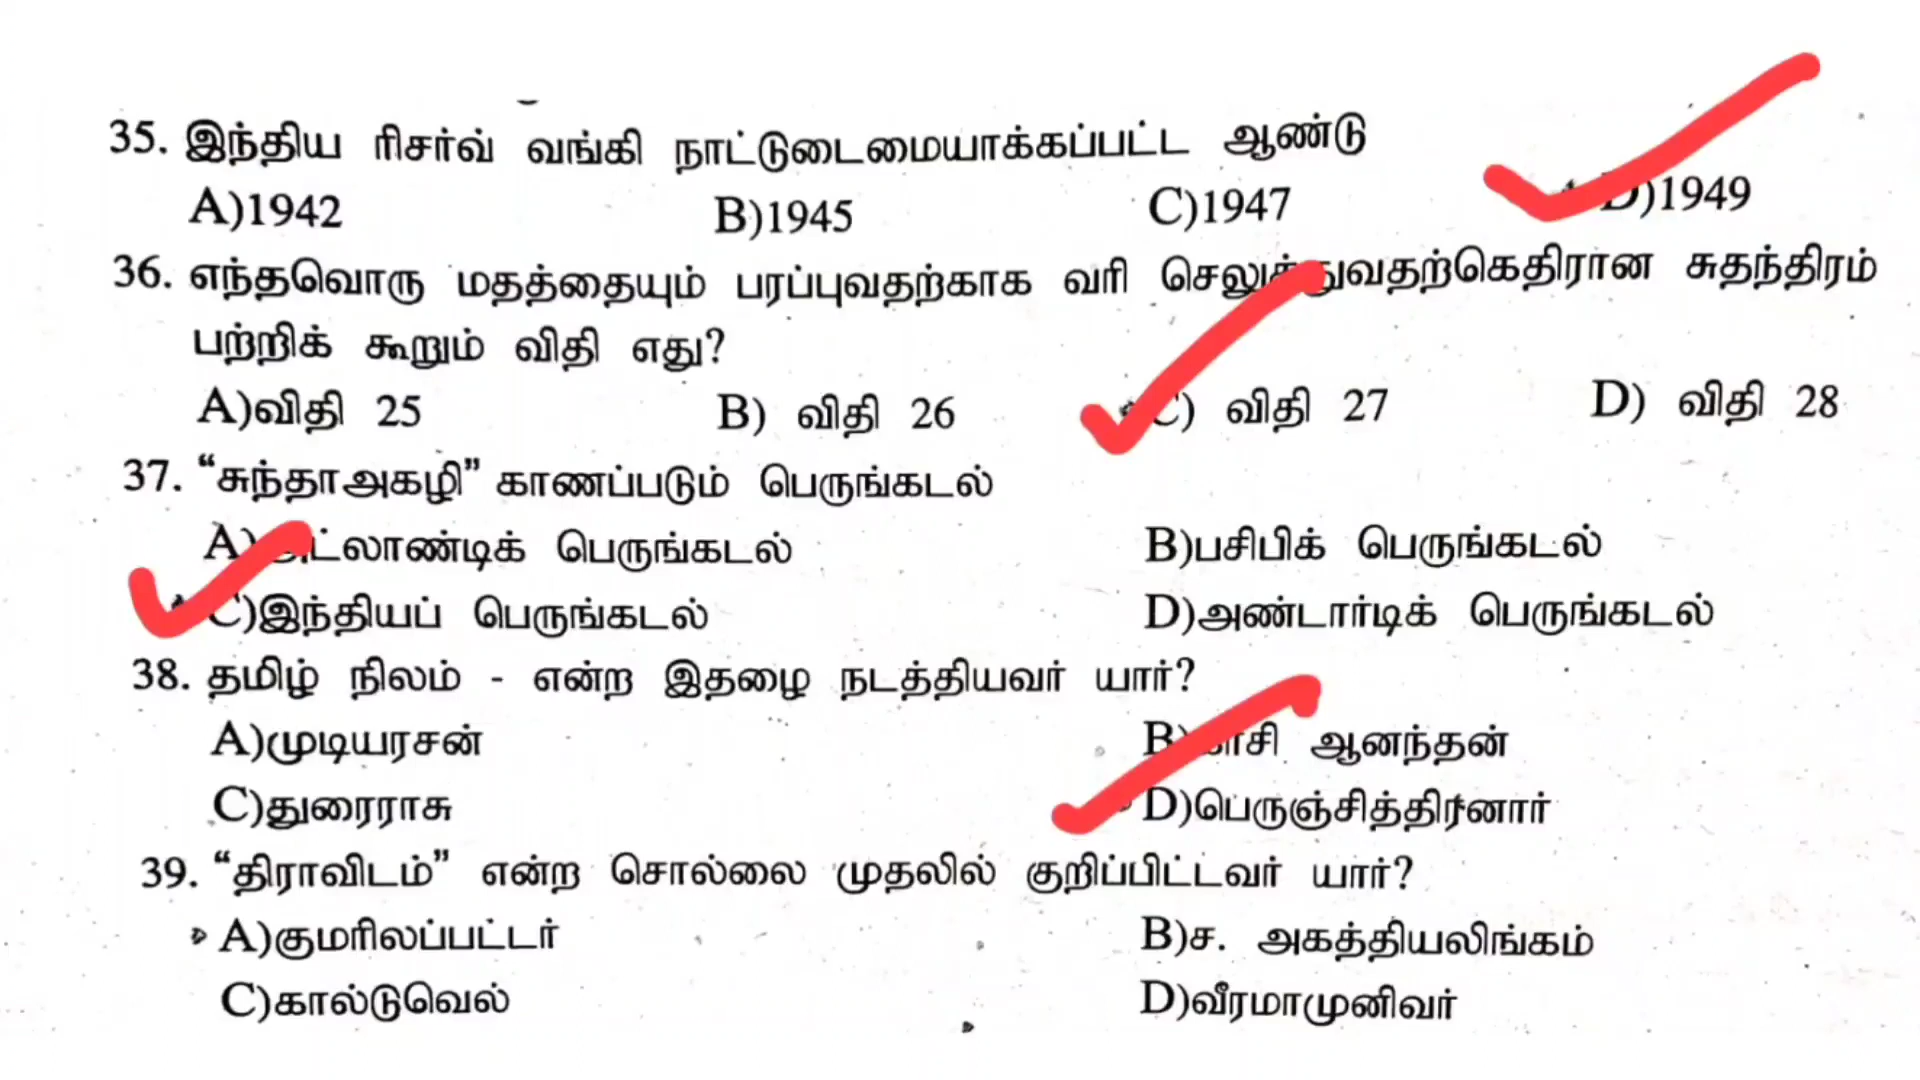 35. இந்திய ரிசர்வ் வங்கி நாட்டுடைமையாக்கப்பட்ட ஆண்டு
A)1942 B)1945 C)1947 D)1949
36. எந்தவொரு மதத்தையும் பரப்புவதற்காக வரி செலுத்துவதற்கெதிரான சுதந்திரம்
பற்றிக் கூறும் விதி எது?
A)விதி 25 B) விதி 26 C) விதி 27 D) விதி 28
37. “சுந்தாஅகழி” காணப்படும் பெருங்கடல்
A)அட்லாண்டிக் பெருங்கடல் B)பசிபிக் பெருங்கடல்
C)இந்தியப் பெருங்கடல் D)அண்டார்டிக் பெருங்கடல்
38. தமிழ் நிலம் - என்ற இதழை நடத்தியவர் யார்?
A)முடியரசன் B)காசி ஆனந்தன்
C)துரைராசு D)பெருஞ்சித்திரனார்
39. “திராவிடம்” என்ற சொல்லை முதலில் குறிப்பிட்டவர் யார்?
A)குமரிலப்பட்டர் B)ச. அகத்தியலிங்கம்
C)கால்டுவெல் D)வீரமாமுனிவர்